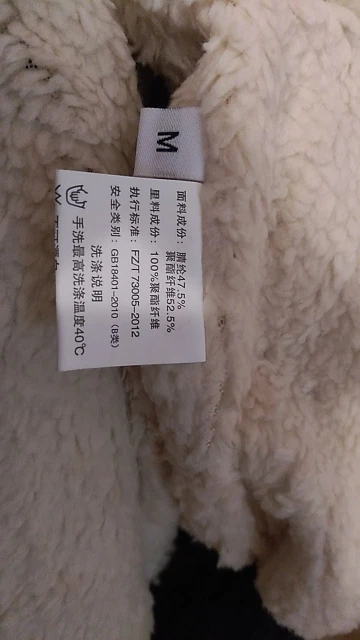 M
面料成份：腈纶47.5%
聚酯纤维52.5%
里料成份：100%聚酯纤维
执行标准：FZ/T 73005-2012
安全类别：GB18401-2010（B类）
洗涤说明
手洗最高洗涤温度40℃